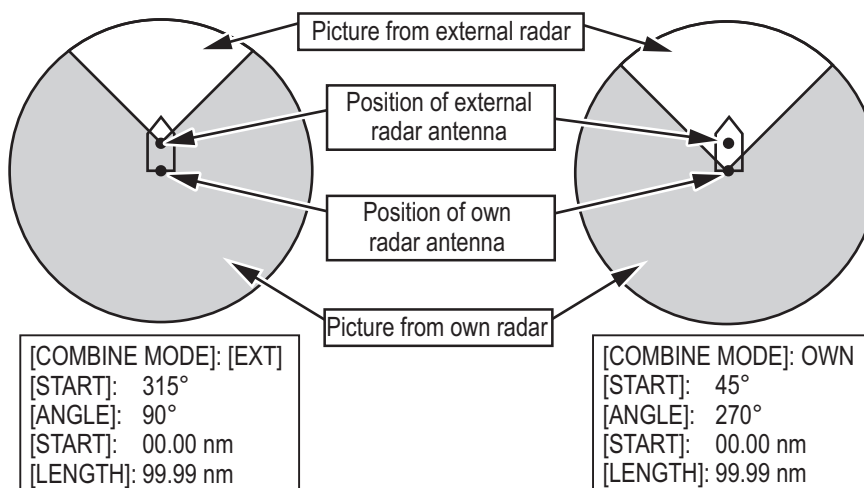 Picture from external radar
Position of external
radar antenna
Position of own
radar antenna
Picture from own radar
[COMBINE MODE]: [EXT]
[START]: 315°
[ANGLE]: 90°
[START]: 00.00 nm
[LENGTH]: 99.99 nm
[COMBINE MODE]: OWN
[START]: 45°
[ANGLE]: 270°
[START]: 00.00 nm
[LENGTH]: 99.99 nm